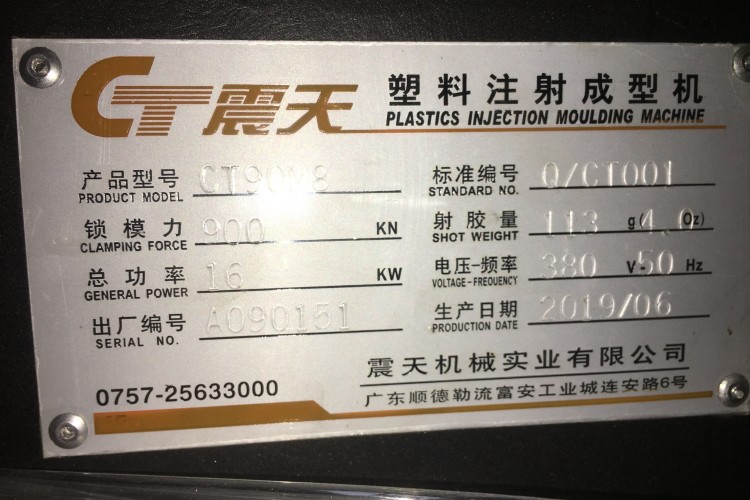 CT震天 塑料注射成型机
PLASTICS INJECTION MOULDING MACHINE
产品型号 CT90M8
PRODUCT MODEL
标准编号 Q/CT001
STANDARD NO.
锁模力 900 KN
CLAMPING FORCE
射胶量 113 g(4.0 Oz)
SHOT WEIGHT
总功率 16 KW
GENERAL POWER
电压-频率 380 V-50 Hz
VOLTAGE-FREOUENCY
出厂编号 A090151
SERIAL NO.
生产日期 2019/06
PRODUCTION DATE
震天机械实业有限公司
0757-25633000
广东顺德勒流富安工业城连安路6号